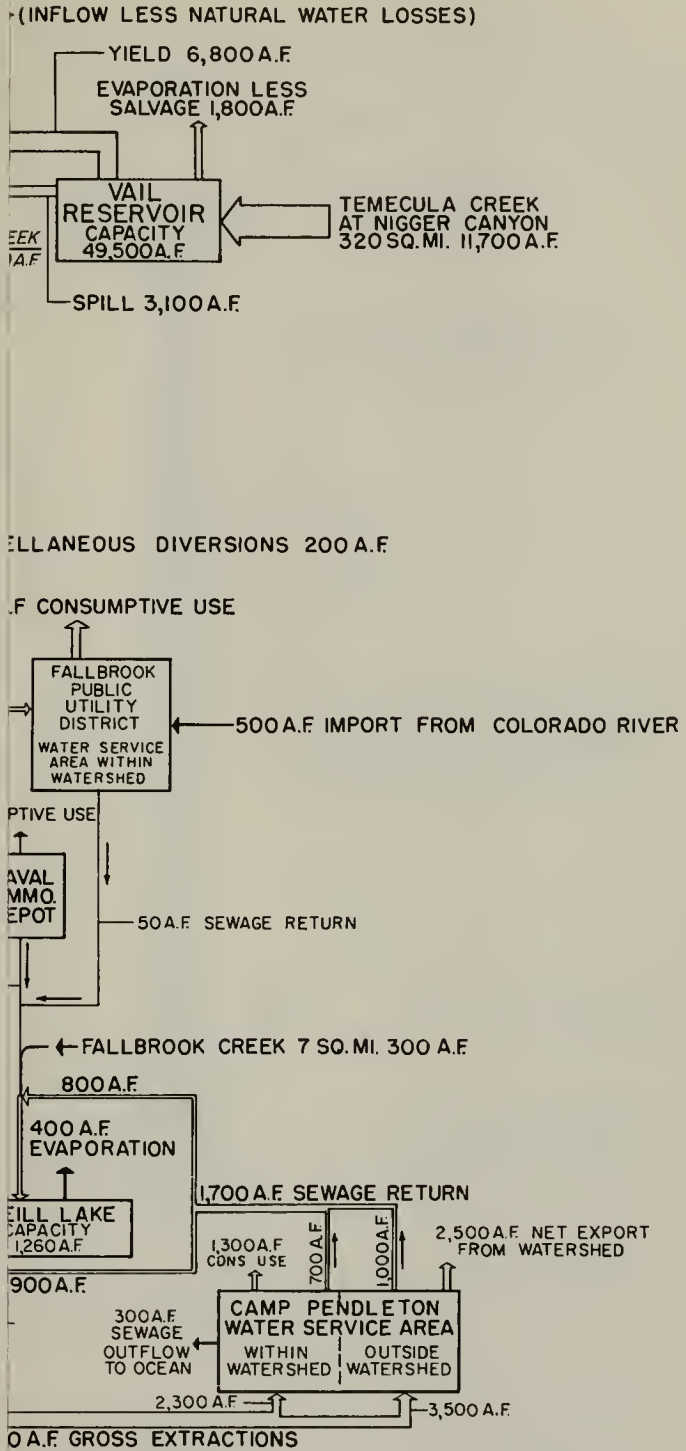 (INFLOW LESS NATURAL WATER LOSSES)
YIELD 6,800 A.F.
EVAPORATION LESS
SALVAGE 1,800 A.F.
VAIL
RESERVOIR
CAPACITY
49,500 A.F.
TEMECULA CREEK
AT NIGGER CANYON
320 SQ. MI. 11,700 A.F.
EEK
A.F.
SPILL 3,100 A.F.
ELLANEOUS DIVERSIONS 200 A.F.
.F CONSUMPTIVE USE
FALLBROOK
PUBLIC
UTILITY
DISTRICT
WATER SERVICE
AREA WITHIN
WATERSHED
500 A.F. IMPORT FROM COLORADO RIVER
PTIVE USE
AVAL
MMO.
EPOT
50 A.F. SEWAGE RETURN
FALLBROOK CREEK 7 SQ. MI. 300 A.F.
800 A.F.
400 A.F.
EVAPORATION
EILL LAKE
CAPACITY
1,260 A.F.
900 A.F.
1,700 A.F. SEWAGE RETURN
1,300 A.F.
CONS USE
700 A.F.
1,000 A.F.
2,500 A.F. NET EXPORT
FROM WATERSHED
CAMP PENDLETON
WATER SERVICE AREA
WITHIN
WATERSHED
OUTSIDE
WATERSHED
300 A.F.
SEWAGE
OUTFLOW
TO OCEAN
2,300 A.F.
3,500 A.F.
0 A.F. GROSS EXTRACTIONS